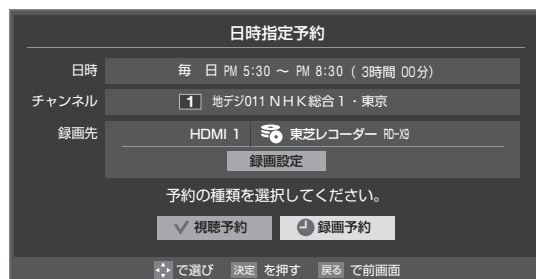 日時指定予約
日時 毎 日 PM 5:30 ～ PM 8:30 ( 3時間 00分)
チャンネル 1 地デジ011 NHK総合1・東京
録画先 HDMI 1 東芝レコーダー RD-X9
録画設定
予約の種類を選択してください。
視聴予約 録画予約
で選び 決定 を押す 戻る で前画面